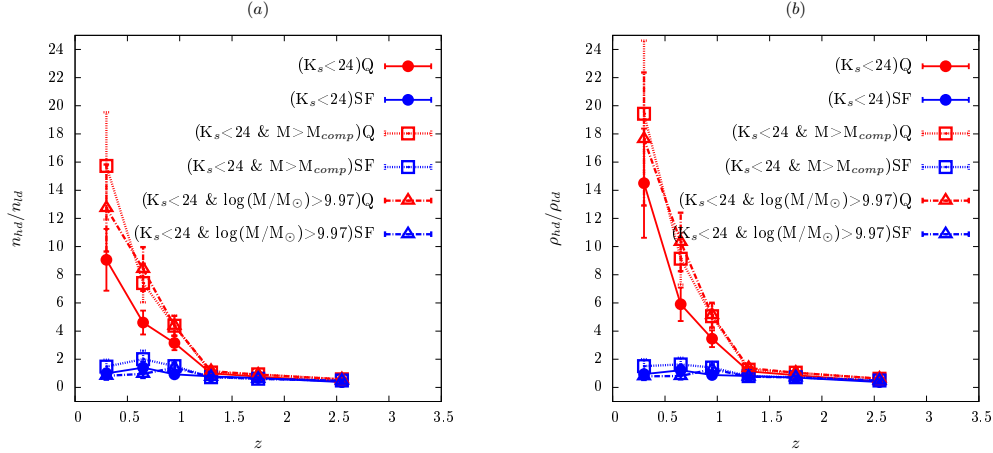 (a)
24
22
20
18
16
14
12
10
8
6
4
2
0
n_hd/n_ld
0 0.5 1 1.5 2 2.5 3 3.5
z
(K_s<24)Q
(K_s<24)SF
(K_s<24 & M>M_comp)Q
(K_s<24 & M>M_comp)SF
(K_s<24 & log(M/M_⊙)>9.97)Q
(K_s<24 & log(M/M_⊙)>9.97)SF
(b)
24
22
20
18
16
14
12
10
8
6
4
2
0
ρ_hd/ρ_ld
0 0.5 1 1.5 2 2.5 3 3.5
z
(K_s<24)Q
(K_s<24)SF
(K_s<24 & M>M_comp)Q
(K_s<24 & M>M_comp)SF
(K_s<24 & log(M/M_⊙)>9.97)Q
(K_s<24 & log(M/M_⊙)>9.97)SF